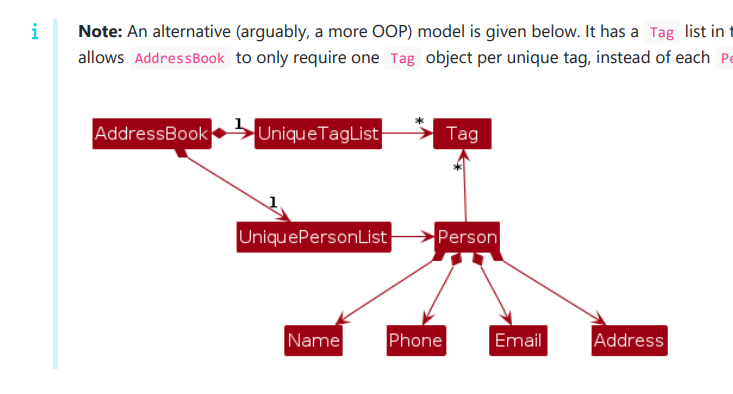 i
Note: An alternative (arguably, a more OOP) model is given below. It has a Tag list in
allows AddressBook to only require one Tag object per unique tag, instead of each
AddressBook 1 UniqueTagList * Tag
*
1
UniquePersonList Person
Name Phone Email Address